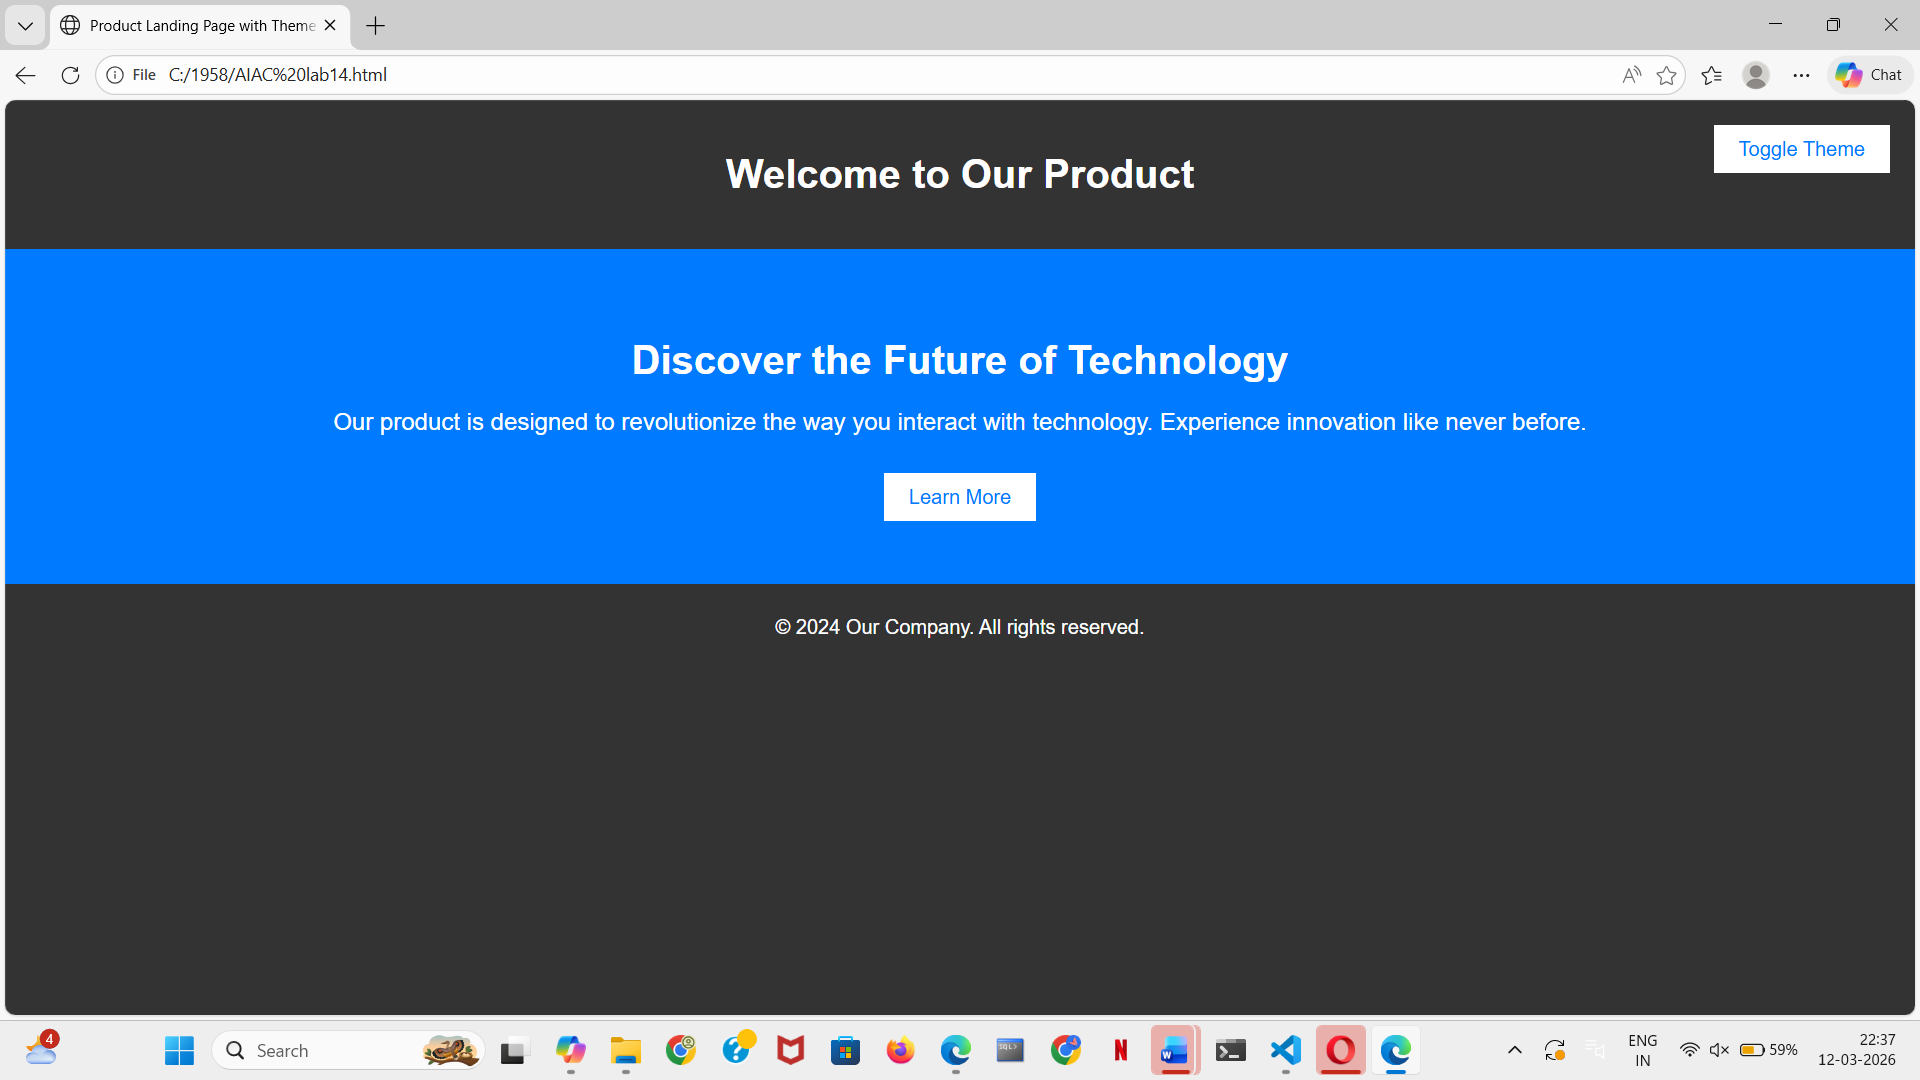 Product Landing Page with Theme
File C:/1958/AIAC%20lab14.html
Chat
Toggle Theme
Welcome to Our Product
Discover the Future of Technology
Our product is designed to revolutionize the way you interact with technology. Experience innovation like never before.
Learn More
© 2024 Our Company. All rights reserved.
4
Search
SQL>
N
W
ENG
IN
59%
22:37
12-03-2026